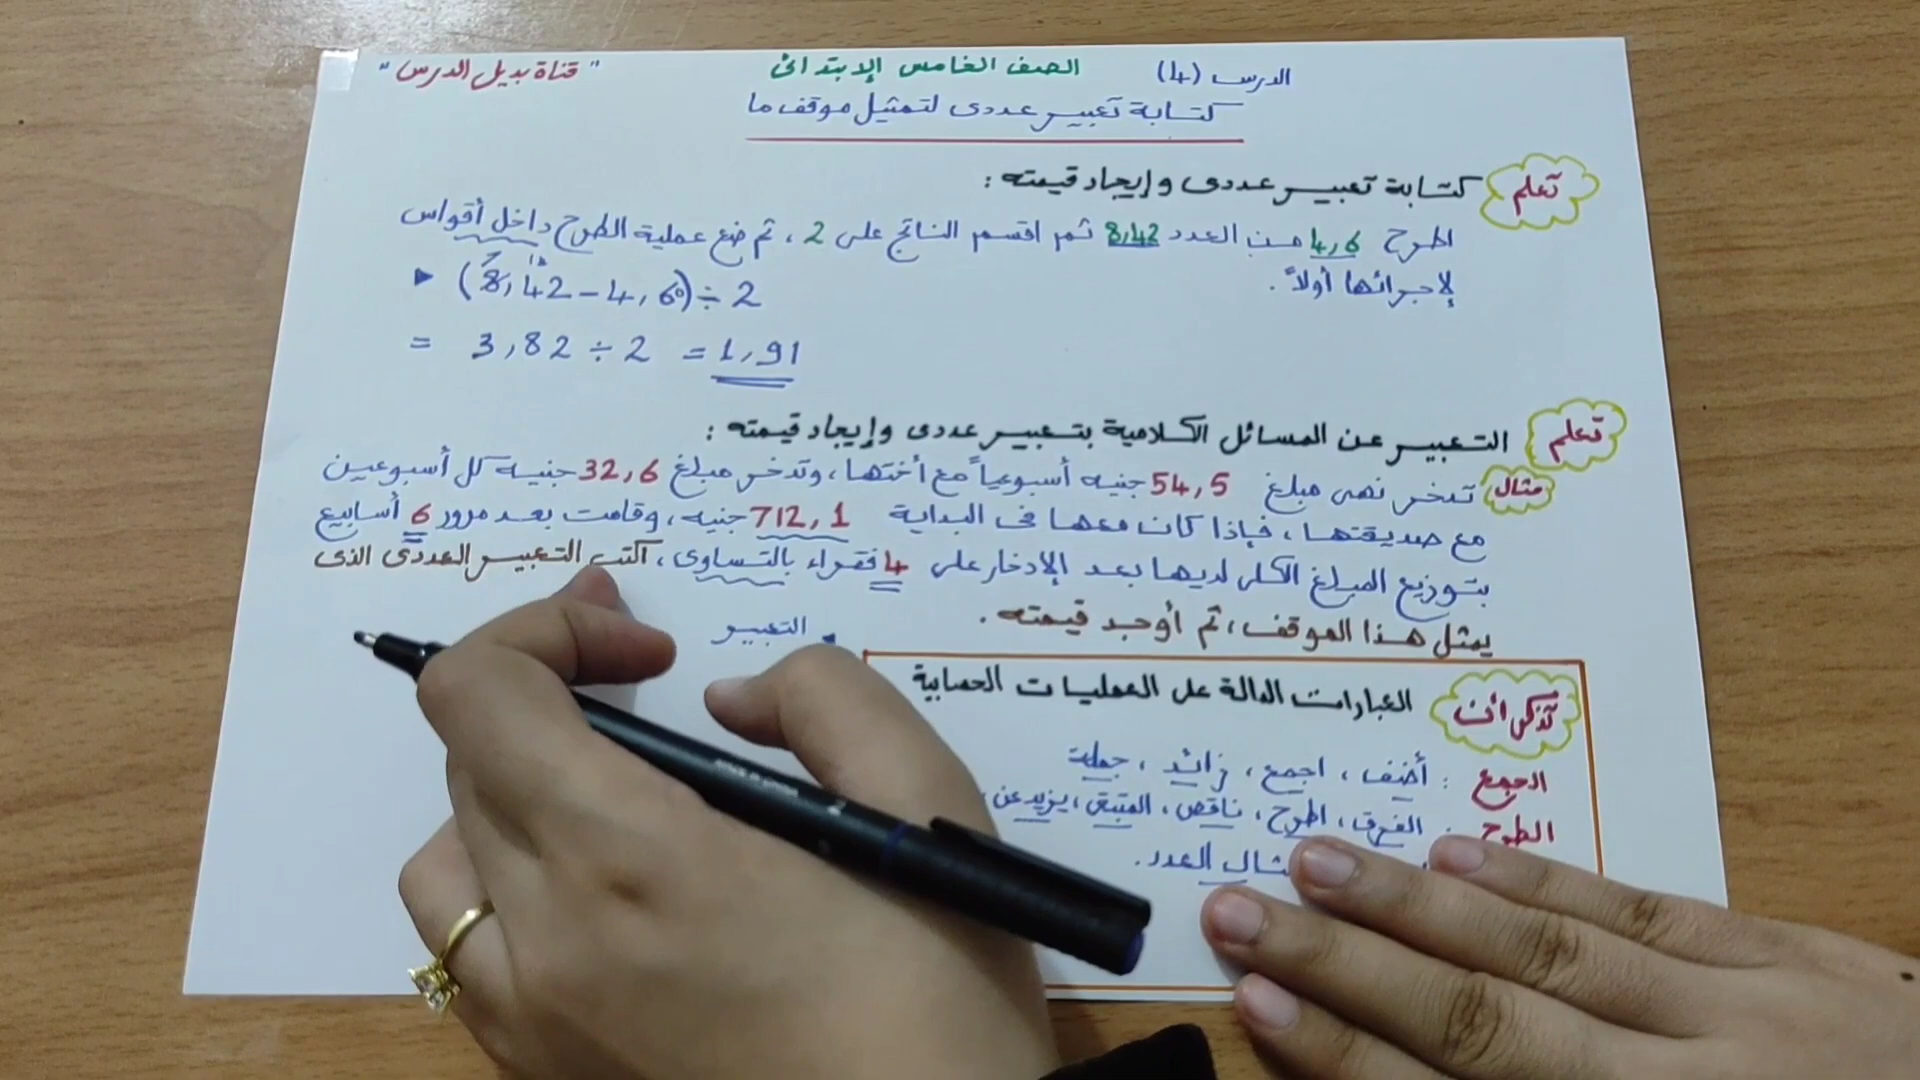 الدرس (4) الصف الخامس الابتدائى "قناة بديل الدرس"
كتابة تعبير عددى لتمثيل موقف ما
تعلم كتابة تعبير عددى وإيجاد قيمته :
اطرح 4,6 من العدد 8,42 ثم اقسم الناتج على 2 ، ثم ضع عملية الطرح داخل أقواس
لإجرائها أولاً .
(8,42 - 4,60) ÷ 2
= 3,82 ÷ 2 = 1,91
تعلم التعبير عن المسائل الكلامية بتعبير عددى وإيجاد قيمته :
مثال تدخر نهى مبلغ 54,5 جنيه أسبوعياً مع أختها ، وتدخر مبلغ 32,6 جنيه كل أسبوعين
مع صديقتها ، فإذا كان معها فى البداية 712,1 جنيه ، وقامت بعد مرور 6 أسابيع
بتوزيع المبلغ الكلى لديها بعد الإدخار على 4 فقراء بالتساوى ، اكتب التعبير العددى الذى
يمثل هذا الموقف ، ثم أوجد قيمته .
التعبير
تذكر أن العبارات الدالة على العمليات الحسابية
الجمع : أضف ، اجمع ، زائد ، جملة
الطرح : الفرق ، اطرح ، ناقص ، المتبقى ، يزيد عن ،
العدد .